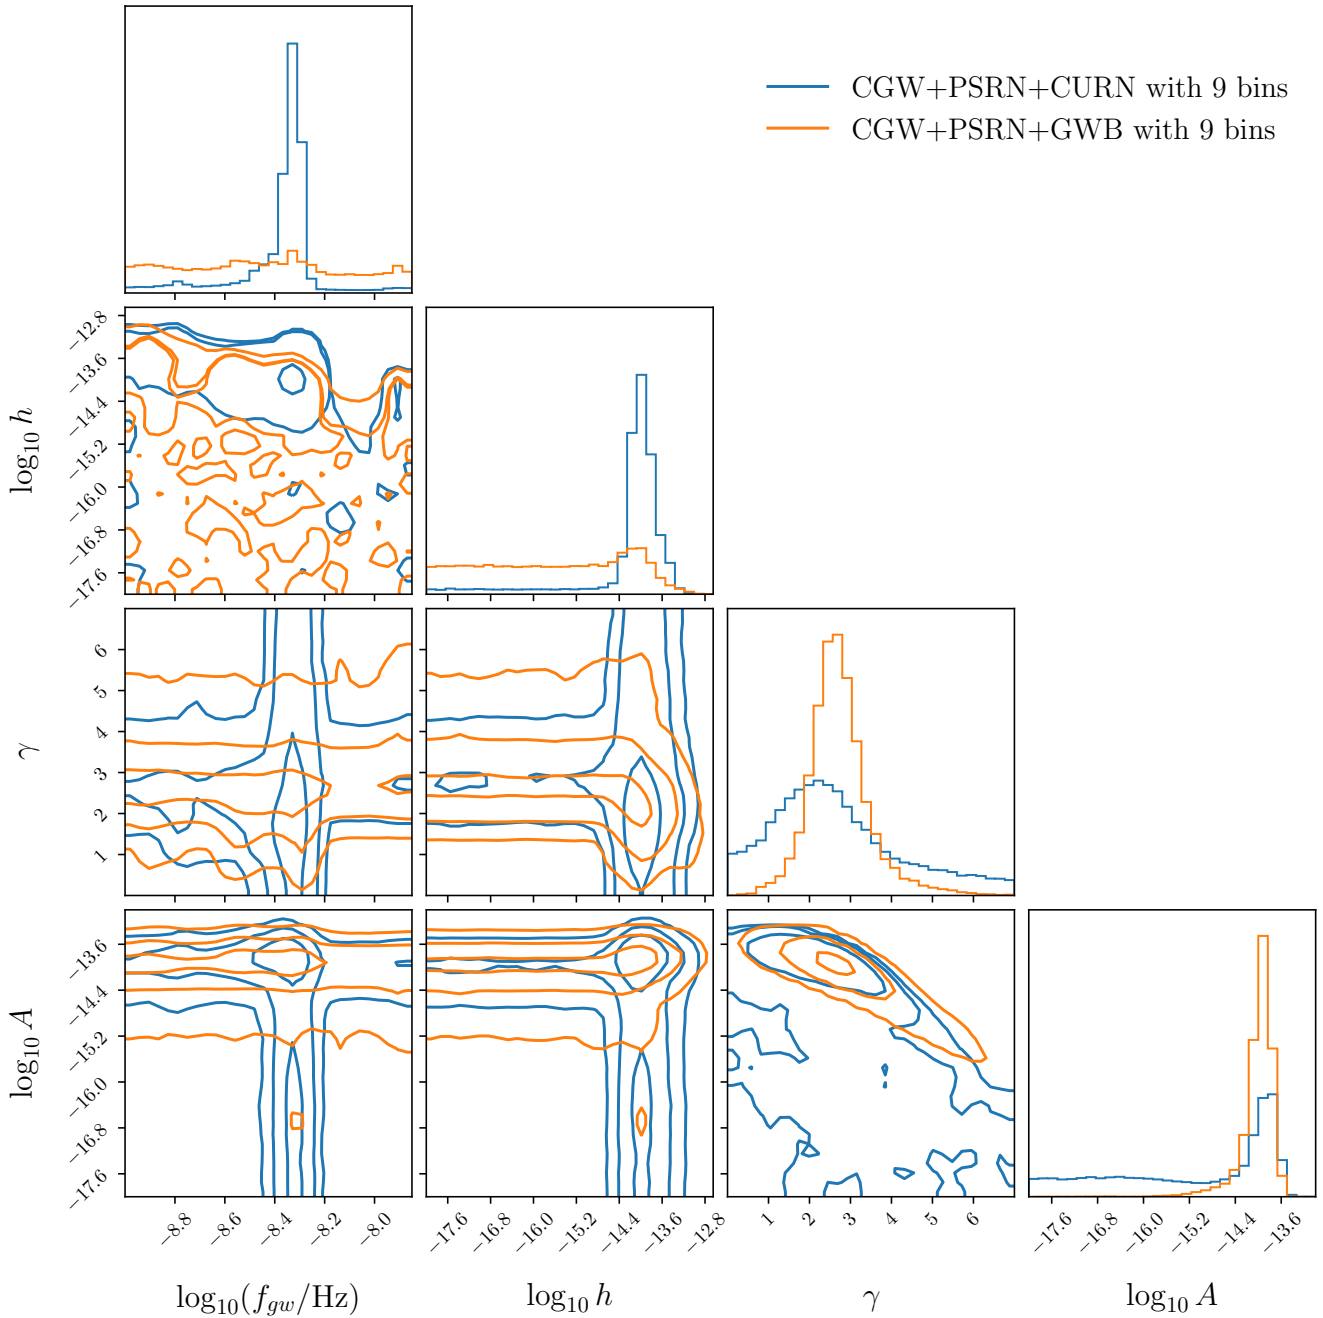 CGW+PSRN+CURN with 9 bins
CGW+PSRN+GWB with 9 bins
log₁₀ h
−12.8
−13.6
−14.4
−15.2
−16.0
−16.8
−17.6
γ
6
5
4
3
2
1
log₁₀ A
−13.6
−14.4
−15.2
−16.0
−16.8
−17.6
−8.8 −8.6 −8.4 −8.2 −8.0
−17.6 −16.8 −16.0 −15.2 −14.4 −13.6 −12.8
1 2 3 4 5 6
−17.6 −16.8 −16.0 −15.2 −14.4 −13.6
log₁₀(f_gw/Hz)
log₁₀ h
γ
log₁₀ A